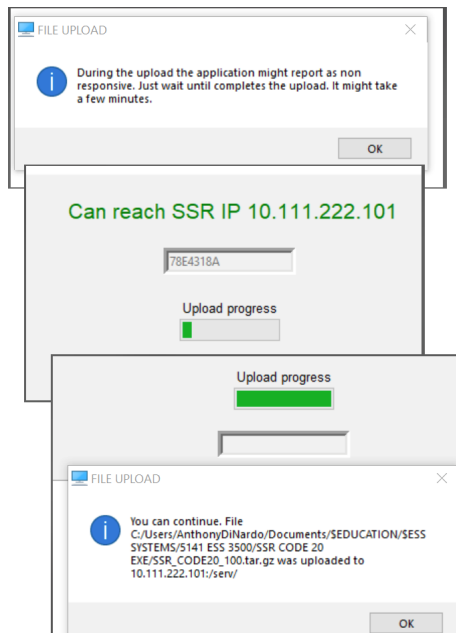 FILE UPLOAD
During the upload the application might report as non
responsive. Just wait until completes the upload. It might take
a few minutes.
OK
Can reach SSR IP 10.111.222.101
78E4318A
Upload progress
Upload progress
FILE UPLOAD
You can continue. File
C:/Users/AnthonyDiNardo/Documents/$EDUCATION/$ESS
SYSTEMS/5141 ESS 3500/SSR CODE 20
EXE/SSR_CODE20_100.tar.gz was uploaded to
10.111.222.101:/serv/
OK